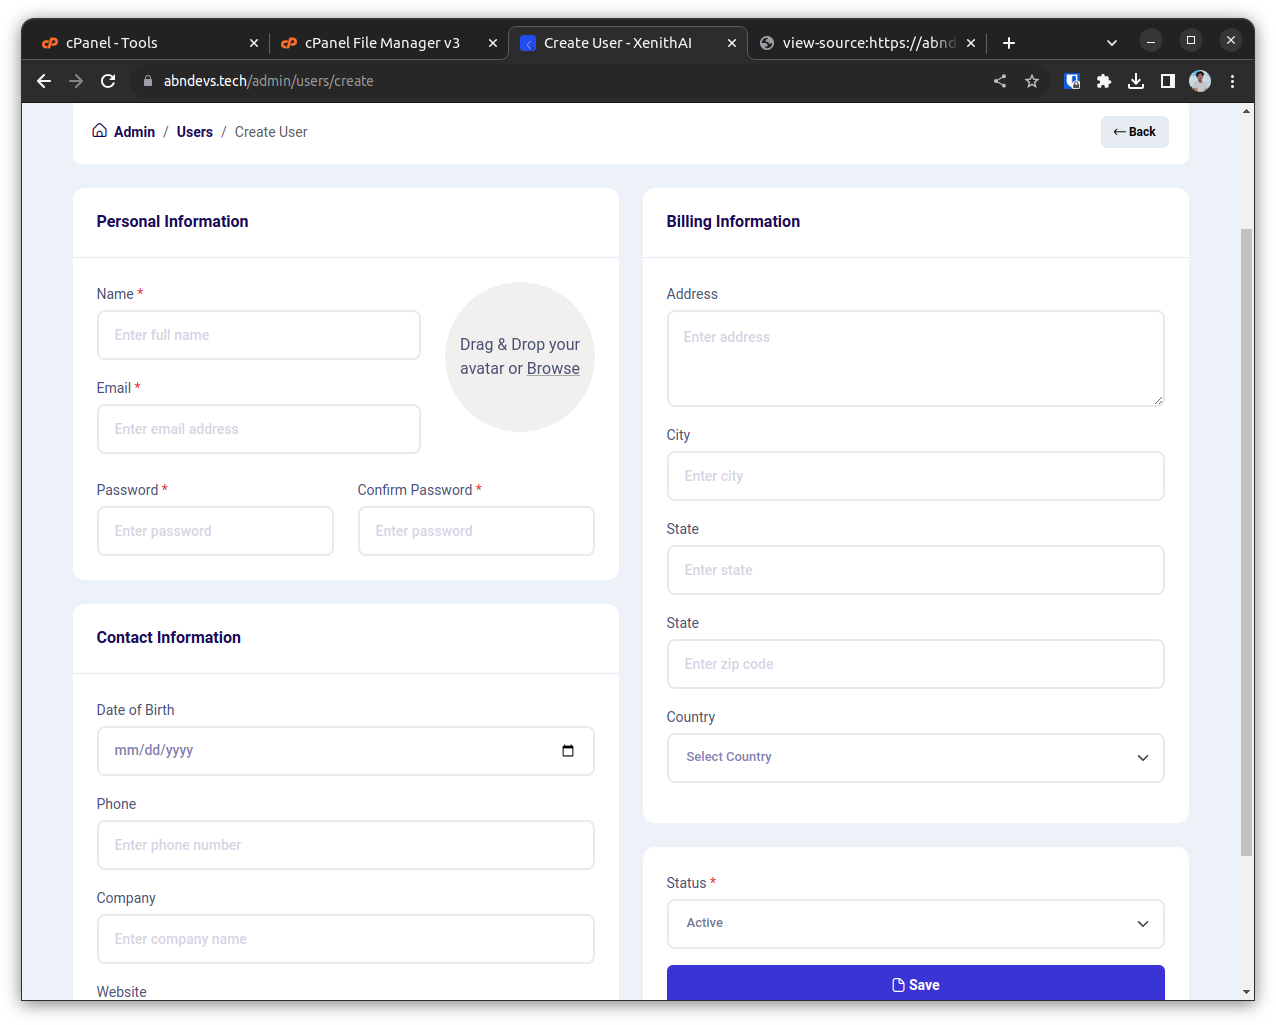 cPanel - Tools
cPanel File Manager v3
Create User - XenithAI
view-source:https://abnd
abndevs.tech/admin/users/create
Admin / Users / Create User
Back
Personal Information
Name *
Enter full name
Drag & Drop your
avatar or Browse
Email *
Enter email address
Password *
Confirm Password *
Enter password
Enter password
Contact Information
Date of Birth
mm/dd/yyyy
Phone
Enter phone number
Company
Enter company name
Website
Billing Information
Address
Enter address
City
Enter city
State
Enter state
State
Enter zip code
Country
Select Country
Status *
Active
Save